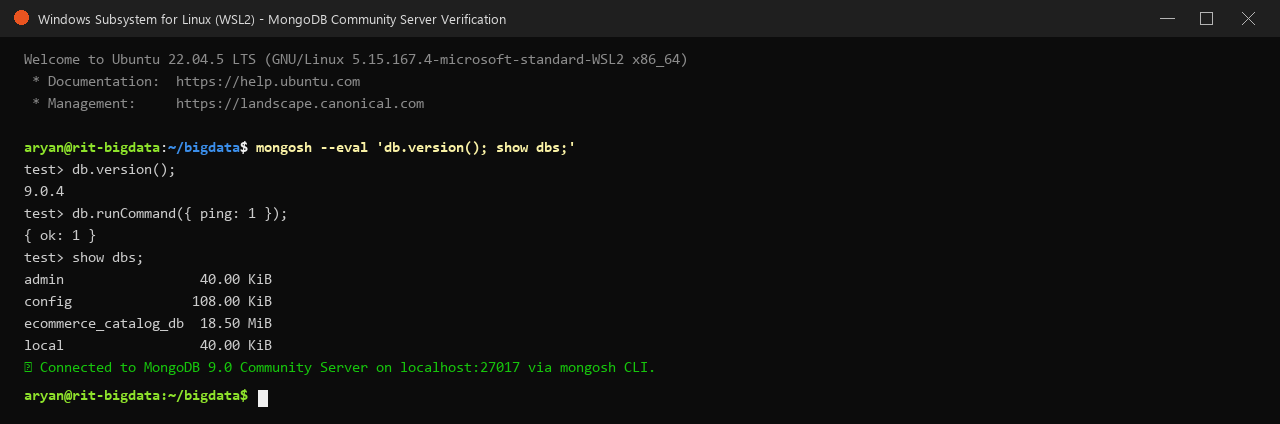 Windows Subsystem for Linux (WSL2) - MongoDB Community Server Verification
Welcome to Ubuntu 22.04.5 LTS (GNU/Linux 5.15.167.4-microsoft-standard-WSL2 x86_64)
 * Documentation:  https://help.ubuntu.com
 * Management:     https://landscape.canonical.com
aryan@rit-bigdata:~/bigdata$ mongosh --eval 'db.version(); show dbs;'
test> db.version();
9.0.4
test> db.runCommand({ ping: 1 });
{ ok: 1 }
test> show dbs;
admin                 40.00 KiB
config               108.00 KiB
ecommerce_catalog_db  18.50 MiB
local                 40.00 KiB
Connected to MongoDB 9.0 Community Server on localhost:27017 via mongosh CLI.
aryan@rit-bigdata:~/bigdata$